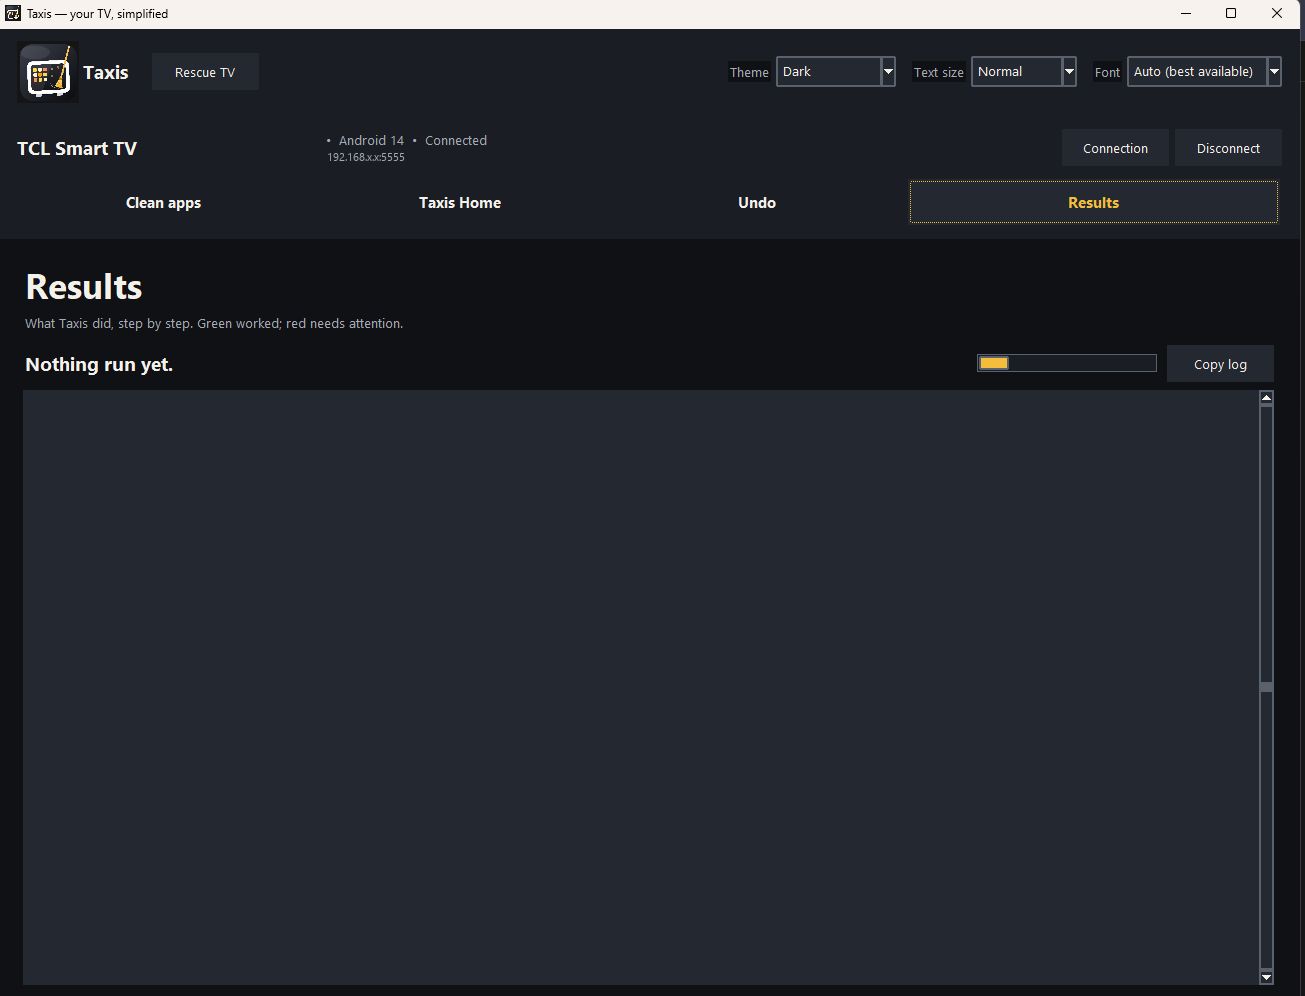 Taxis — your TV, simplified
Taxis
Rescue TV
Theme
Dark
Text size
Normal
Font
Auto (best available)
TCL Smart TV
• Android 14 • Connected
192.168.x.x:5555
Connection
Disconnect
Clean apps
Taxis Home
Undo
Results
Results
What Taxis did, step by step. Green worked; red needs attention.
Nothing run yet.
Copy log